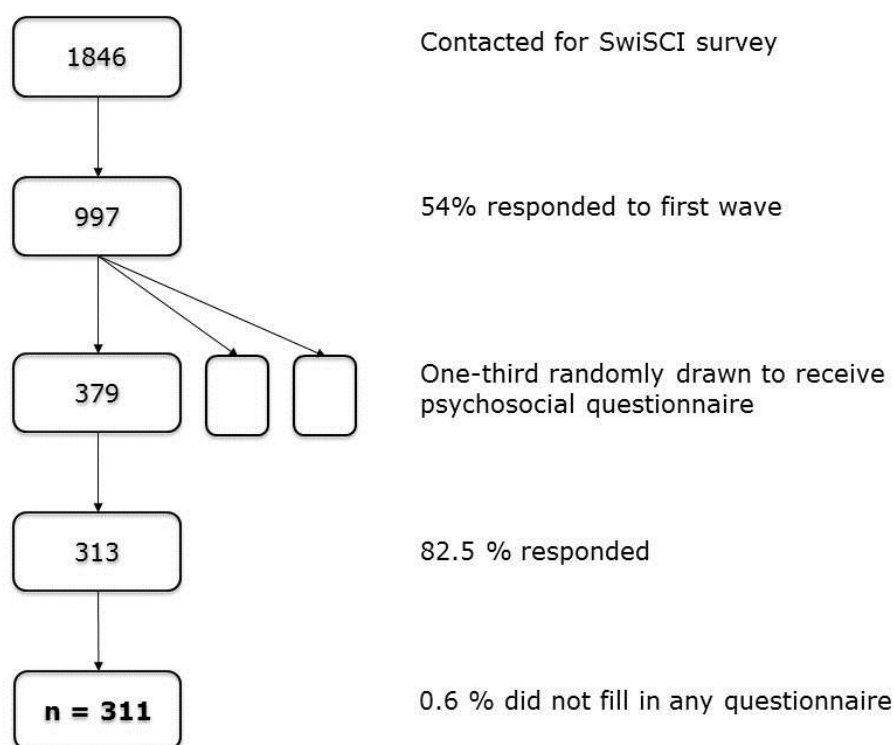 1846
Contacted for SwiSCI survey
997
54% responded to first wave
379
One-third randomly drawn to receive
psychosocial questionnaire
313
82.5 % responded
n = 311
0.6 % did not fill in any questionnaire